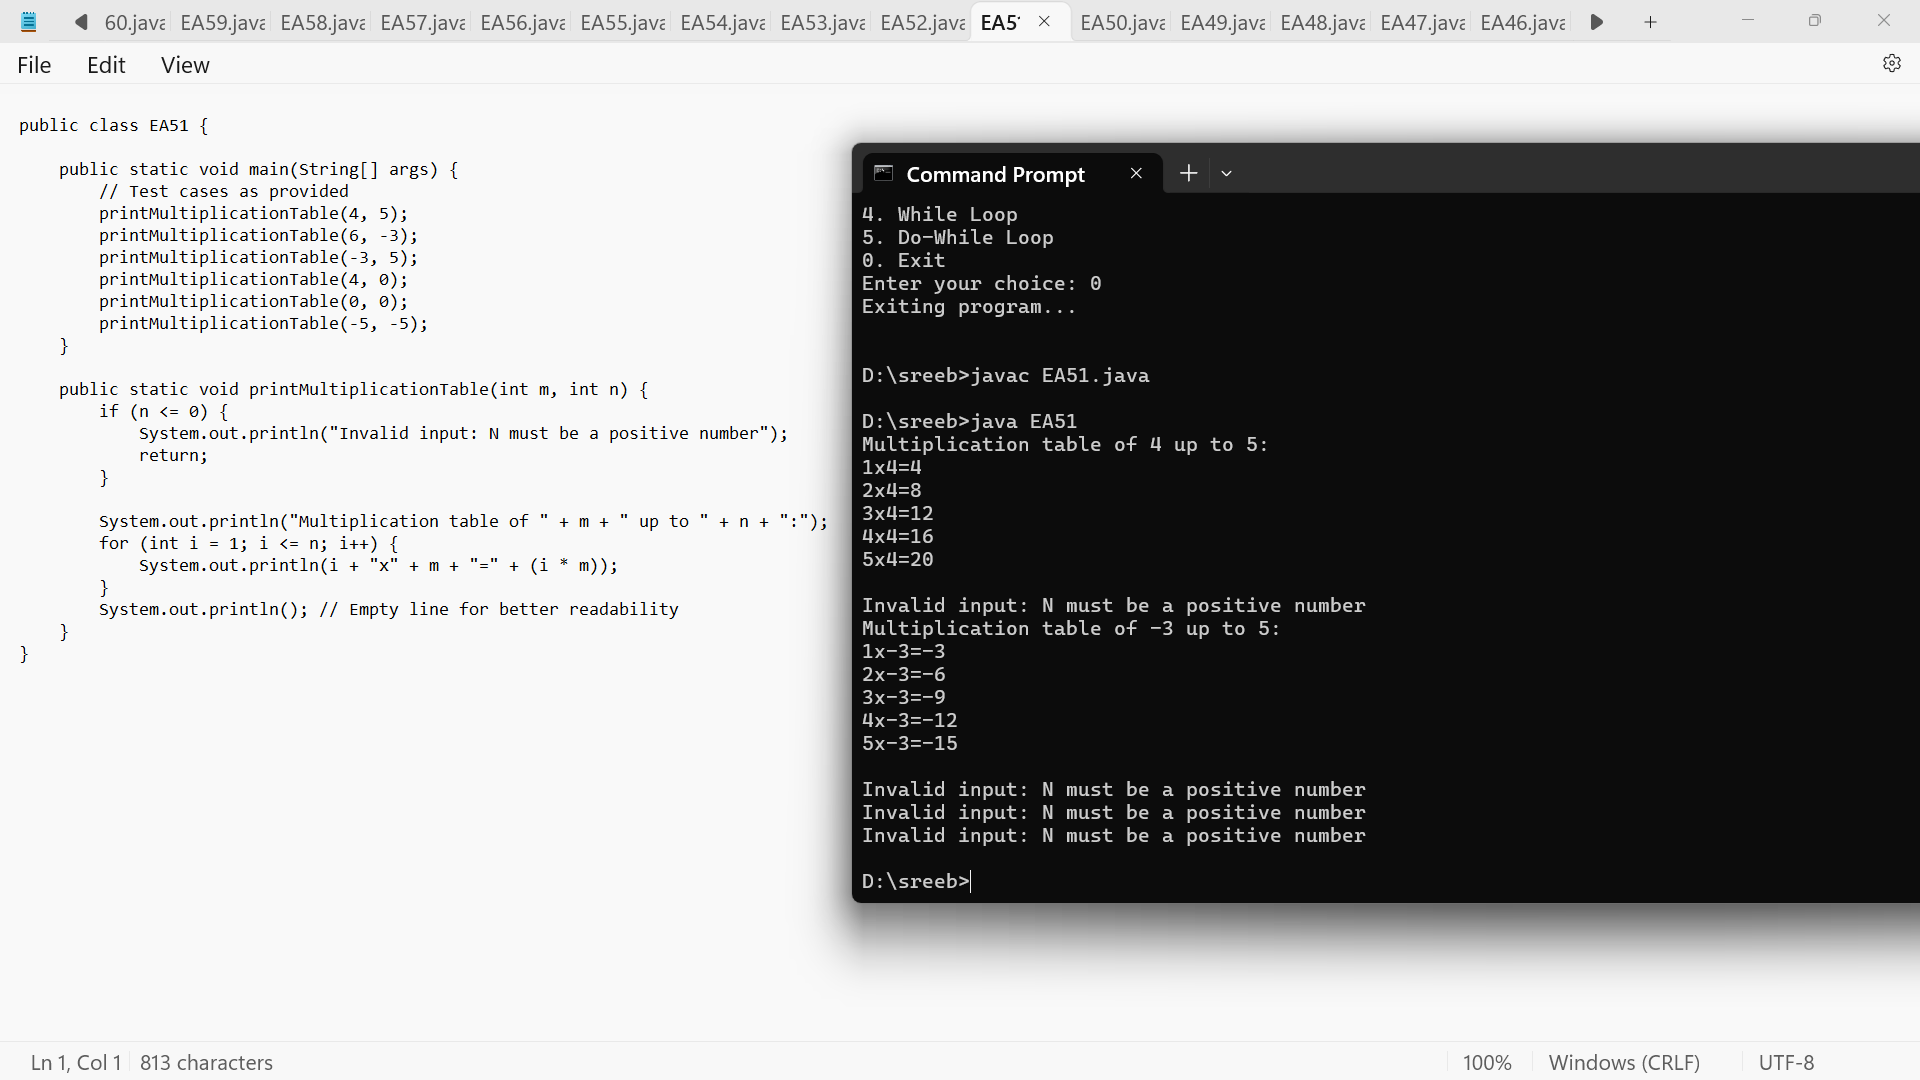 60.java EA59.java EA58.java EA57.java EA56.java EA55.java EA54.java EA53.java EA52.java EA51 EA50.java EA49.java EA48.java EA47.java EA46.java
File Edit View
public class EA51 {
    public static void main(String[] args) {
        // Test cases as provided
        printMultiplicationTable(4, 5);
        printMultiplicationTable(6, -3);
        printMultiplicationTable(-3, 5);
        printMultiplicationTable(4, 0);
        printMultiplicationTable(0, 0);
        printMultiplicationTable(-5, -5);
    }
    public static void printMultiplicationTable(int m, int n) {
        if (n <= 0) {
            System.out.println("Invalid input: N must be a positive number");
            return;
        }
        System.out.println("Multiplication table of " + m + " up to " + n + ":");
        for (int i = 1; i <= n; i++) {
            System.out.println(i + "x" + m + "=" + (i * m));
        }
        System.out.println(); // Empty line for better readability
    }
}
Command Prompt
4. While Loop
5. Do-While Loop
0. Exit
Enter your choice: 0
Exiting program...
D:\sreeb>javac EA51.java
D:\sreeb>java EA51
Multiplication table of 4 up to 5:
1x4=4
2x4=8
3x4=12
4x4=16
5x4=20
Invalid input: N must be a positive number
Multiplication table of -3 up to 5:
1x-3=-3
2x-3=-6
3x-3=-9
4x-3=-12
5x-3=-15
Invalid input: N must be a positive number
Invalid input: N must be a positive number
Invalid input: N must be a positive number
D:\sreeb>
Ln 1, Col 1 813 characters 100% Windows (CRLF) UTF-8